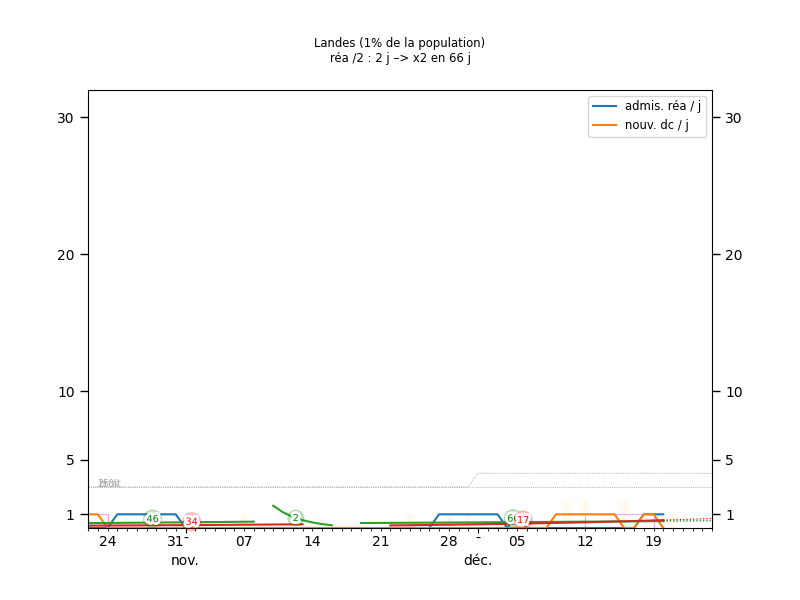 Landes (1% de la population)
réa /2 : 2 j –> x2 en 66 j
admis. réa / j
nouv. dc / j
30 30
20 20
10 10
5 5
1 1
46 34 2 17
24 31 - 07 14 21 28 - 05 12 19
nov. déc.